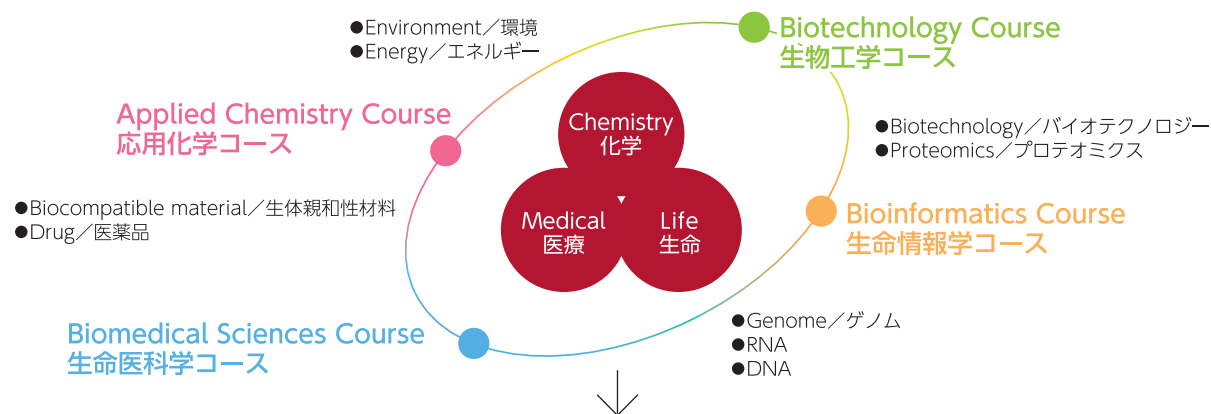 ●Environment／環境
●Energy／エネルギー
Biotechnology Course
生物工学コース
Applied Chemistry Course
応用化学コース
Chemistry
化学
●Biotechnology／バイオテクノロジー
●Proteomics／プロテオミクス
●Biocompatible material／生体親和性材料
●Drug／医薬品
Medical
医療
Life
生命
Bioinformatics Course
生命情報学コース
Biomedical Sciences Course
生命医科学コース
●Genome／ゲノム
●RNA
●DNA